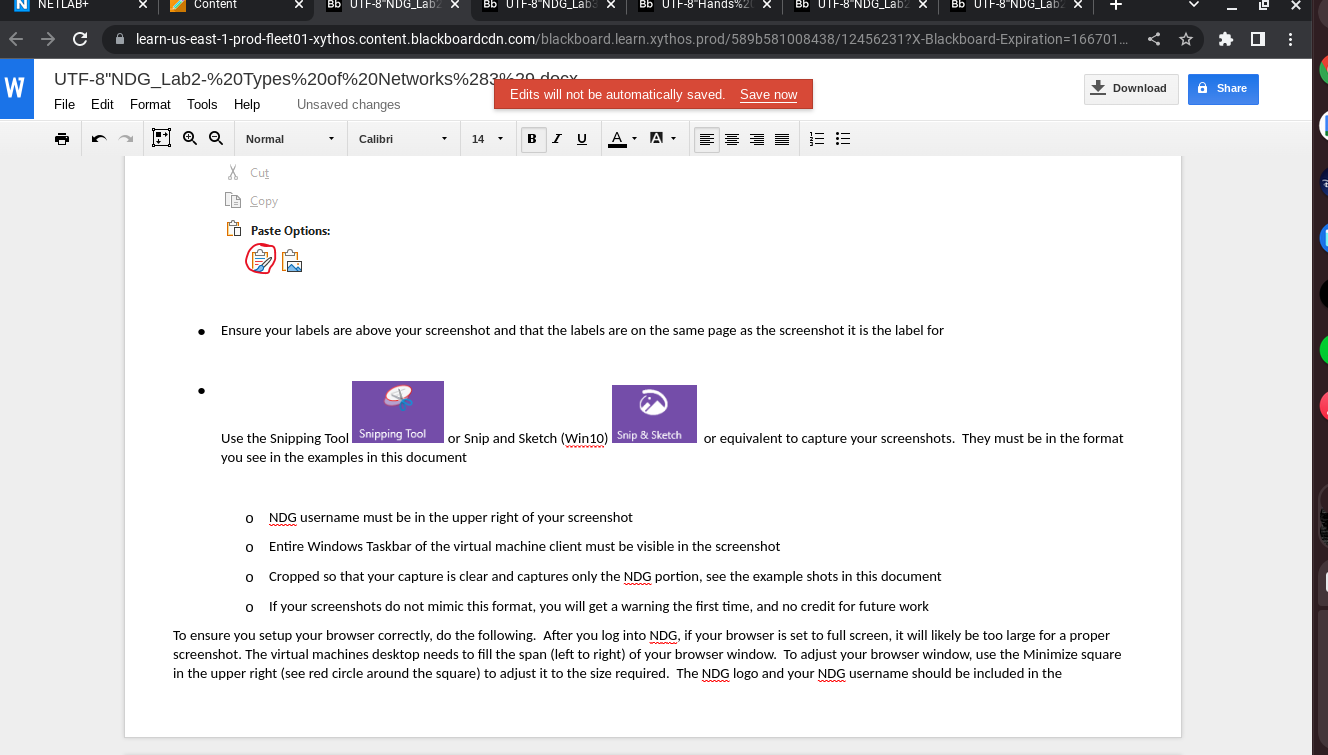 NETLAB+
Content
Bb UTF-8"NDG_Lab2
Bb UTF-8"NDG_Lab3
Bb UTF-8"Hands%20
Bb UTF-8"NDG_Lab2
Bb UTF-8"NDG_Lab2
learn-us-east-1-prod-fleet01-xythos.content.blackboardcdn.com/blackboard.learn.xythos.prod/589b581008438/12456231?X-Blackboard-Expiration=166701...
W
UTF-8"NDG_Lab2-%20Types%20of%20Networks%283%29.docx
Edits will not be automatically saved. Save now
Download
Share
File Edit Format Tools Help Unsaved changes
Normal Calibri 14 B I U A A
Cut
Copy
Paste Options:
● Ensure your labels are above your screenshot and that the labels are on the same page as the screenshot it is the label for
●
Use the Snipping Tool Snipping Tool or Snip and Sketch (Win10) Snip & Sketch or equivalent to capture your screenshots. They must be in the format
you see in the examples in this document
o NDG username must be in the upper right of your screenshot
o Entire Windows Taskbar of the virtual machine client must be visible in the screenshot
o Cropped so that your capture is clear and captures only the NDG portion, see the example shots in this document
o If your screenshots do not mimic this format, you will get a warning the first time, and no credit for future work
To ensure you setup your browser correctly, do the following. After you log into NDG, if your browser is set to full screen, it will likely be too large for a proper
screenshot. The virtual machines desktop needs to fill the span (left to right) of your browser window. To adjust your browser window, use the Minimize square
in the upper right (see red circle around the square) to adjust it to the size required. The NDG logo and your NDG username should be included in the